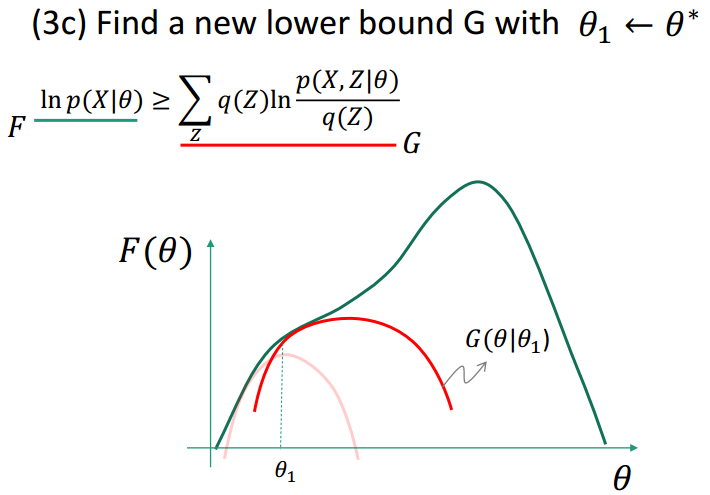 (3c) Find a new lower bound G with θ₁ ← θ*
F ln p(X|θ) ≥ ∑_Z q(Z)ln p(X, Z|θ)/q(Z) G
F(θ)
G(θ|θ₁)
θ₁
θ